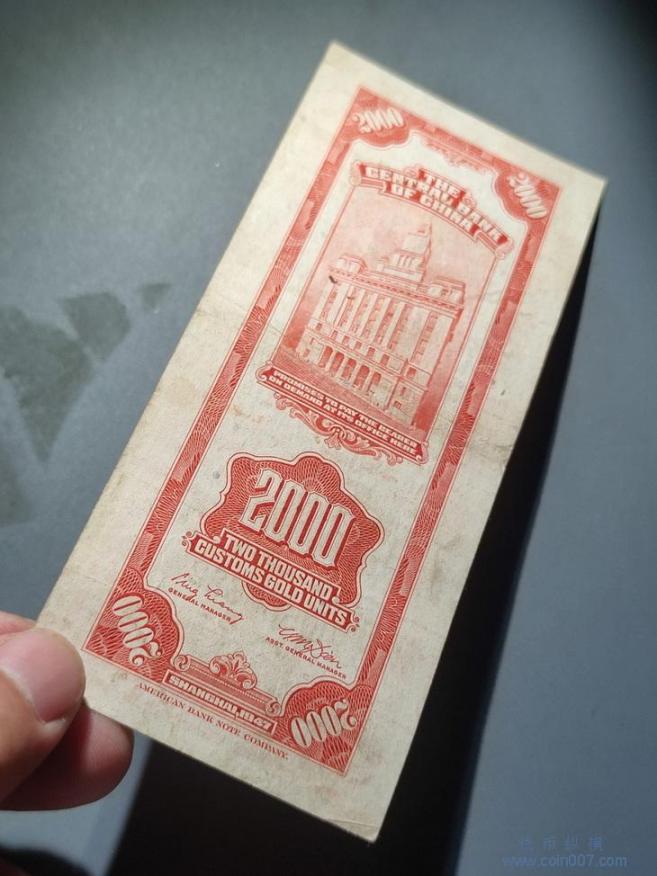 2000
2000
THE
CENTRAL BANK
OF CHINA
PROMISES TO PAY THE BEARER
ON DEMAND AT ITS OFFICE HERE
2000
TWO THOUSAND
CUSTOMS GOLD UNITS
GENERAL MANAGER
ASST. GENERAL MANAGER
2000
SHANGHAI, 1947
2000
AMERICAN BANK NOTE COMPANY.
钱币纵横
www.coin007.com